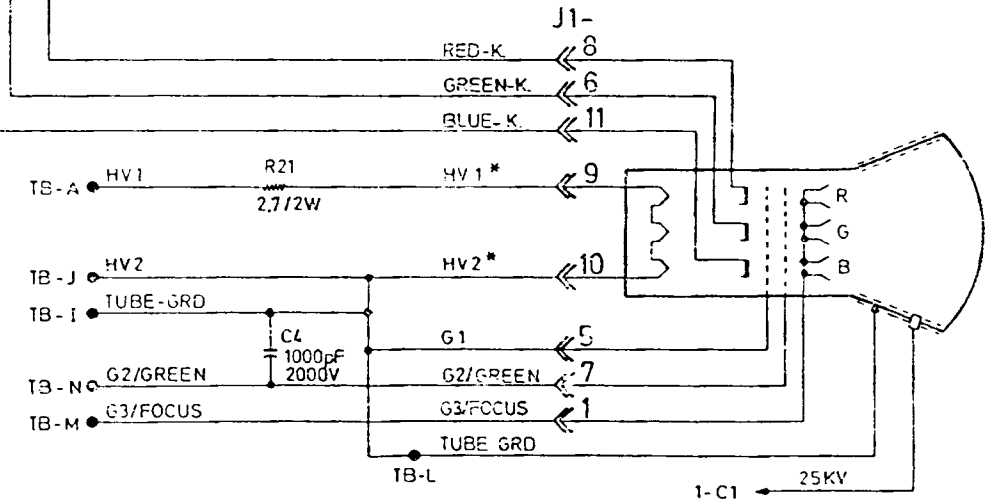 J1-
RED-K.
8
GREEN-K.
6
BLUE-K.
11
TB-A
HV1
R21
2,7/2W
HV1*
9
R
G
B
TB-J
HV2
HV2*
10
TB-I
TUBE-GRD
C4
1000pF
2000V
G1
5
TB-N
G2/GREEN
G2/GREEN
7
TB-M
G3/FOCUS
G3/FOCUS
1
TUBE GRD
TB-L
1-C1
25KV